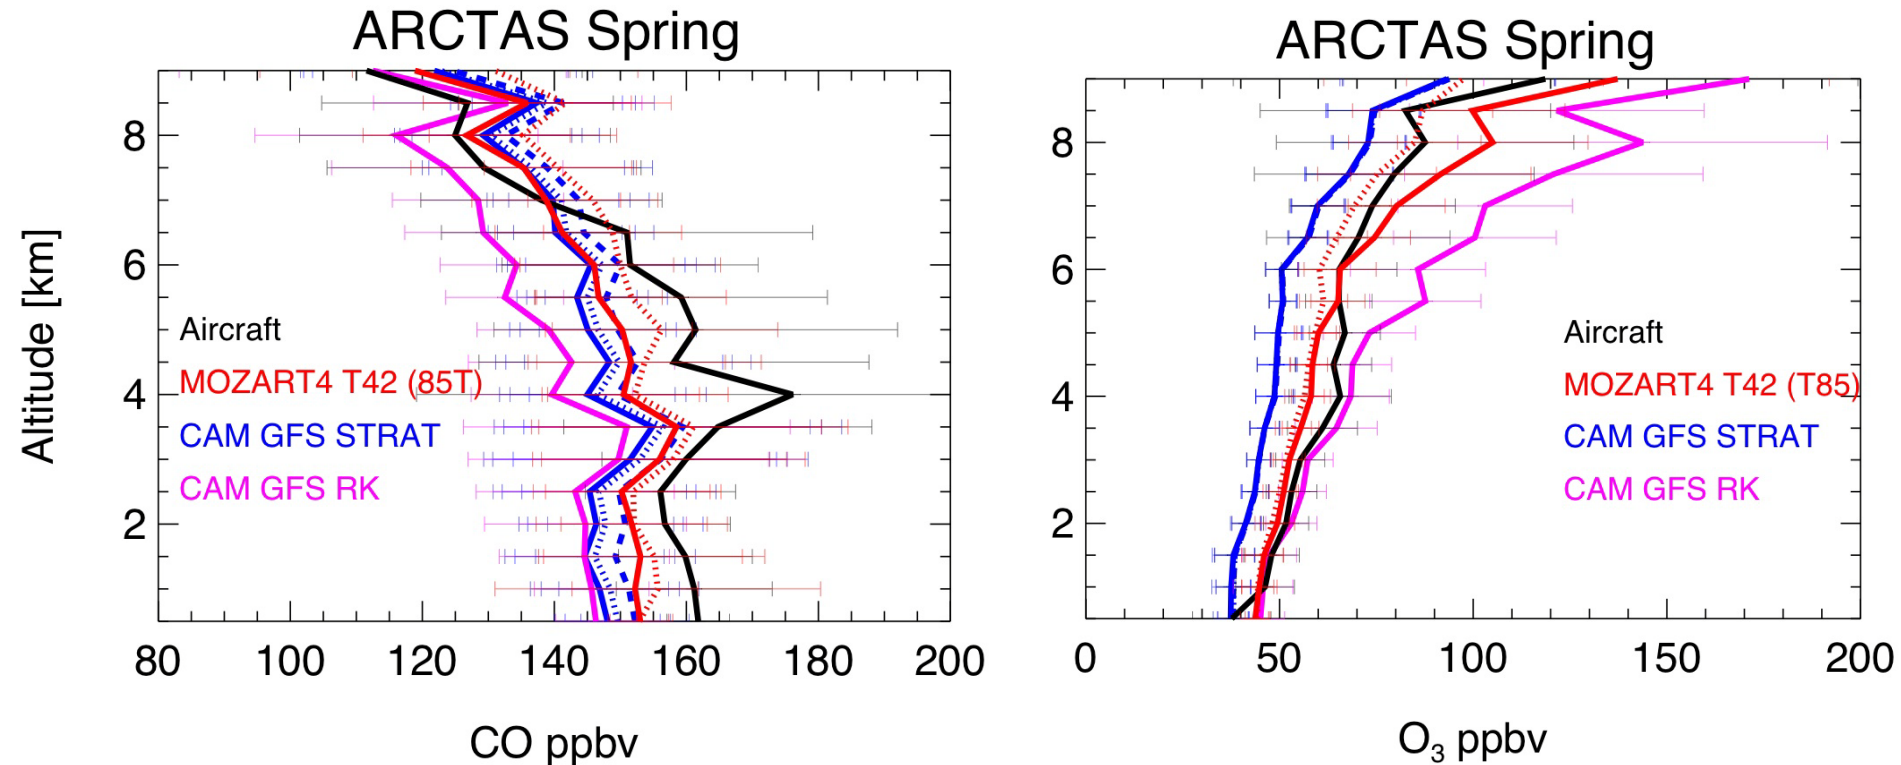 ARCTAS Spring
8
6
4
2
Altitude [km]
Aircraft
MOZART4 T42 (85T)
CAM GFS STRAT
CAM GFS RK
80 100 120 140 160 180 200
CO ppbv
ARCTAS Spring
8
6
4
2
Aircraft
MOZART4 T42 (T85)
CAM GFS STRAT
CAM GFS RK
0 50 100 150 200
O₃ ppbv